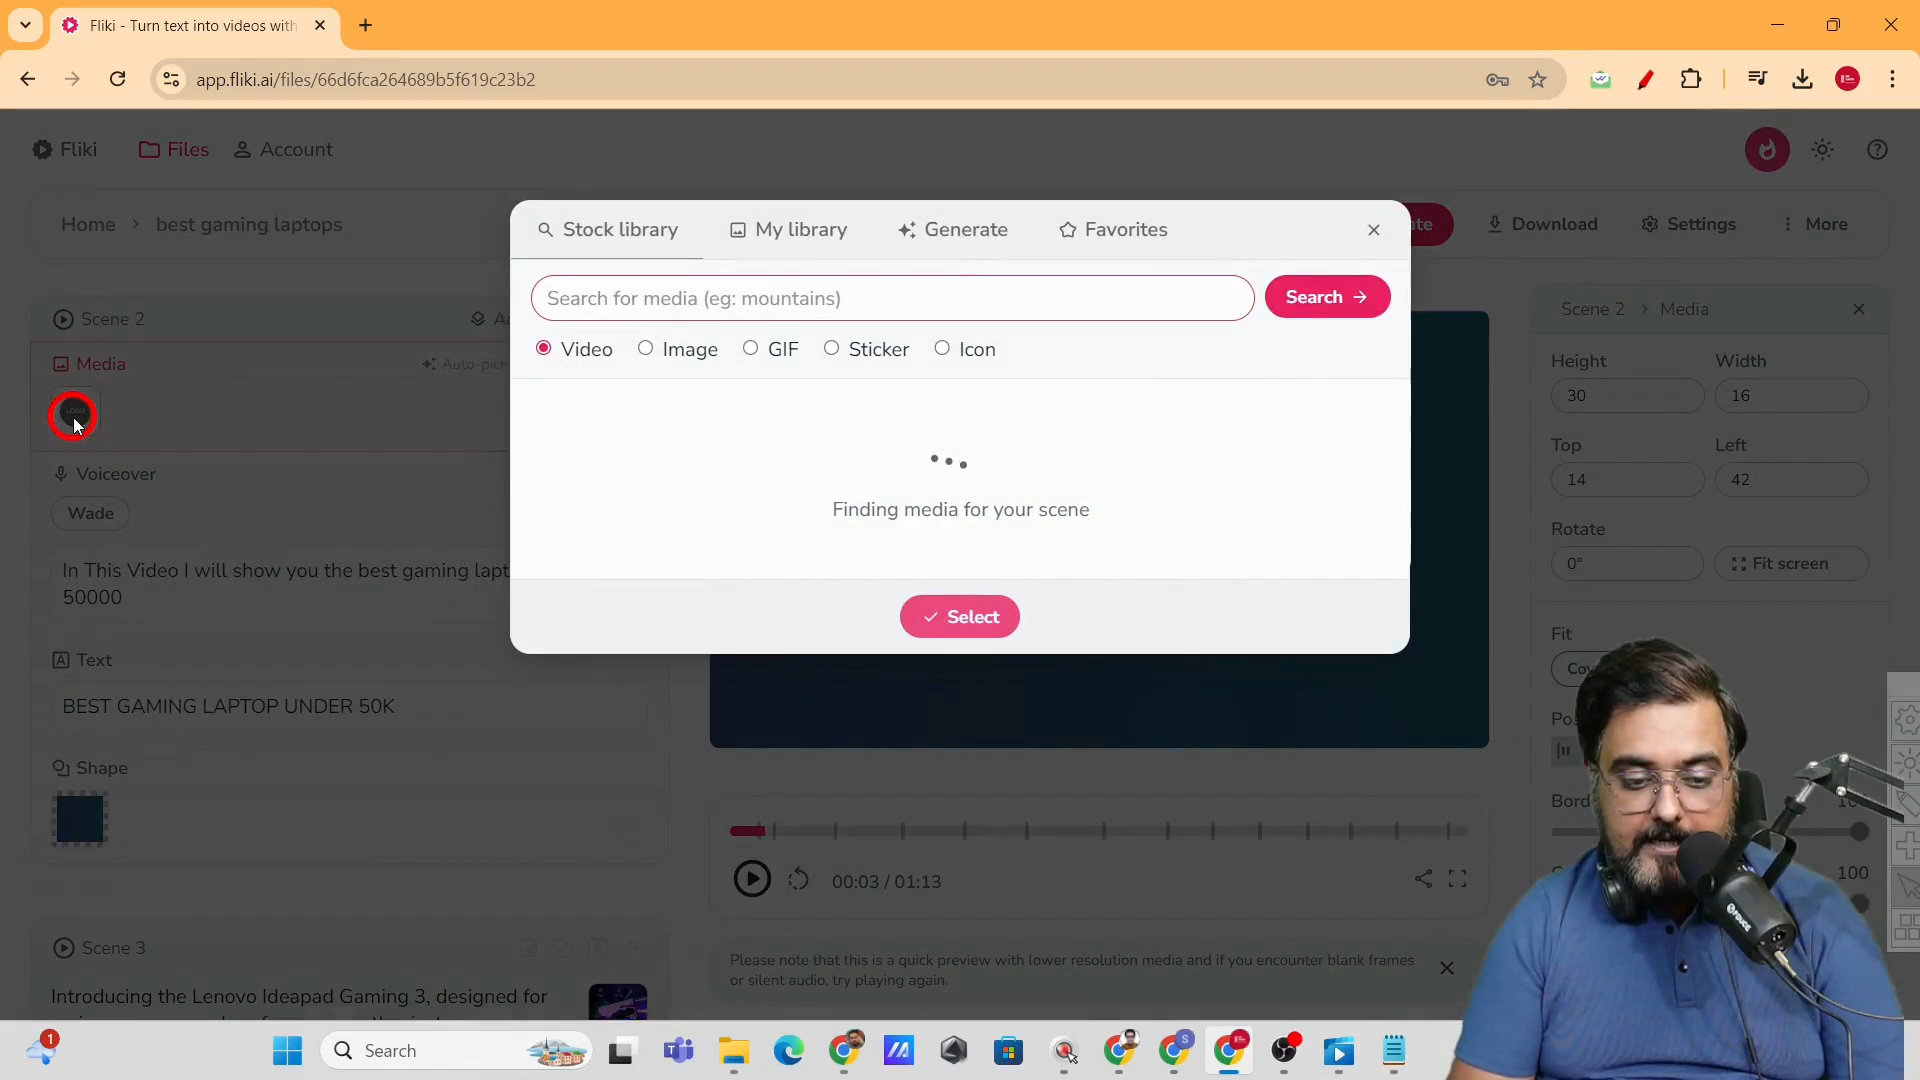 Fliki - Turn text into videos with
app.fliki.ai/files/66d6fca264689b5f619c23b2
Fliki
Files
Account
Home > best gaming laptops
Download
Settings
More
Stock library
My library
Generate
Favorites
Search for media (eg: mountains)
Search
Video
Image
GIF
Sticker
Icon
Finding media for your scene
Select
Scene 2
Media
Auto-pick
LOGO
Voiceover
Wade
In This Video I will show you the best gaming lapt
50000
Text
BEST GAMING LAPTOP UNDER 50K
Shape
Scene 3
Introducing the Lenovo Ideapad Gaming 3, designed for
00:03 / 01:13
Please note that this is a quick preview with lower resolution media and if you encounter blank frames
or silent audio, try playing again.
Scene 2 > Media
Height
Width
30
16
Top
Left
14
42
Rotate
0°
Fit screen
Fit
100
1
Search